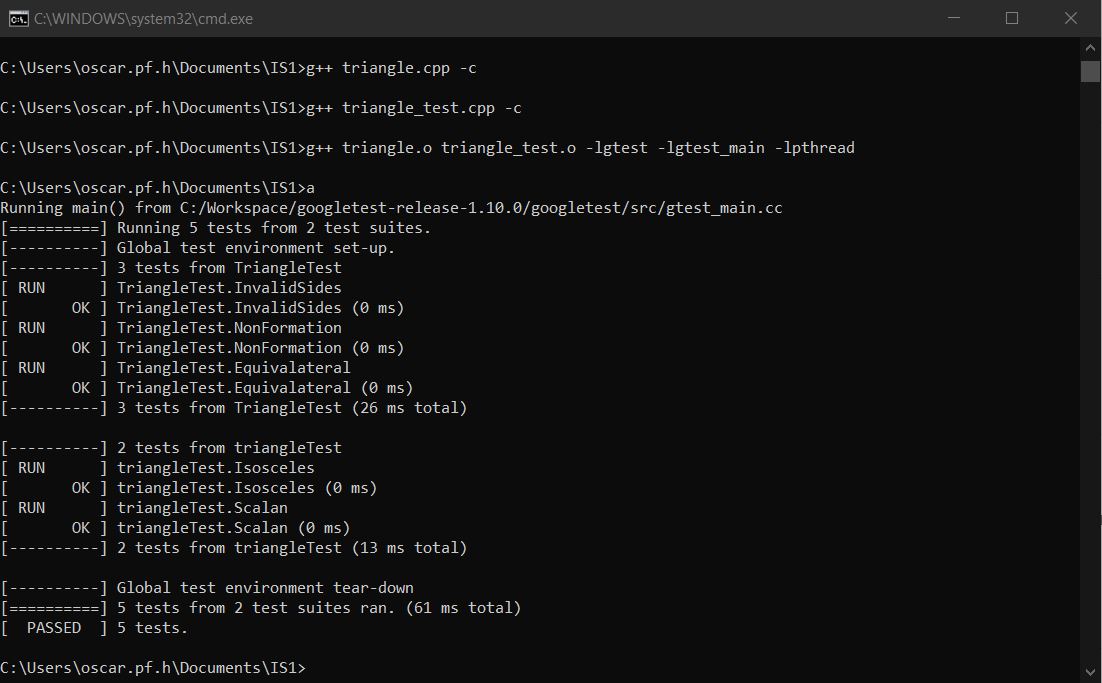 C:\WINDOWS\system32\cmd.exe
C:\Users\oscar.pf.h\Documents\IS1>g++ triangle.cpp -c
C:\Users\oscar.pf.h\Documents\IS1>g++ triangle_test.cpp -c
C:\Users\oscar.pf.h\Documents\IS1>g++ triangle.o triangle_test.o -lgtest -lgtest_main -lpthread
C:\Users\oscar.pf.h\Documents\IS1>a
Running main() from C:/Workspace/googletest-release-1.10.0/googletest/src/gtest_main.cc
[==========] Running 5 tests from 2 test suites.
[----------] Global test environment set-up.
[----------] 3 tests from TriangleTest
[ RUN      ] TriangleTest.InvalidSides
[       OK ] TriangleTest.InvalidSides (0 ms)
[ RUN      ] TriangleTest.NonFormation
[       OK ] TriangleTest.NonFormation (0 ms)
[ RUN      ] TriangleTest.Equivalateral
[       OK ] TriangleTest.Equivalateral (0 ms)
[----------] 3 tests from TriangleTest (26 ms total)
[----------] 2 tests from triangleTest
[ RUN      ] triangleTest.Isosceles
[       OK ] triangleTest.Isosceles (0 ms)
[ RUN      ] triangleTest.Scalan
[       OK ] triangleTest.Scalan (0 ms)
[----------] 2 tests from triangleTest (13 ms total)
[----------] Global test environment tear-down
[==========] 5 tests from 2 test suites ran. (61 ms total)
[  PASSED  ] 5 tests.
C:\Users\oscar.pf.h\Documents\IS1>